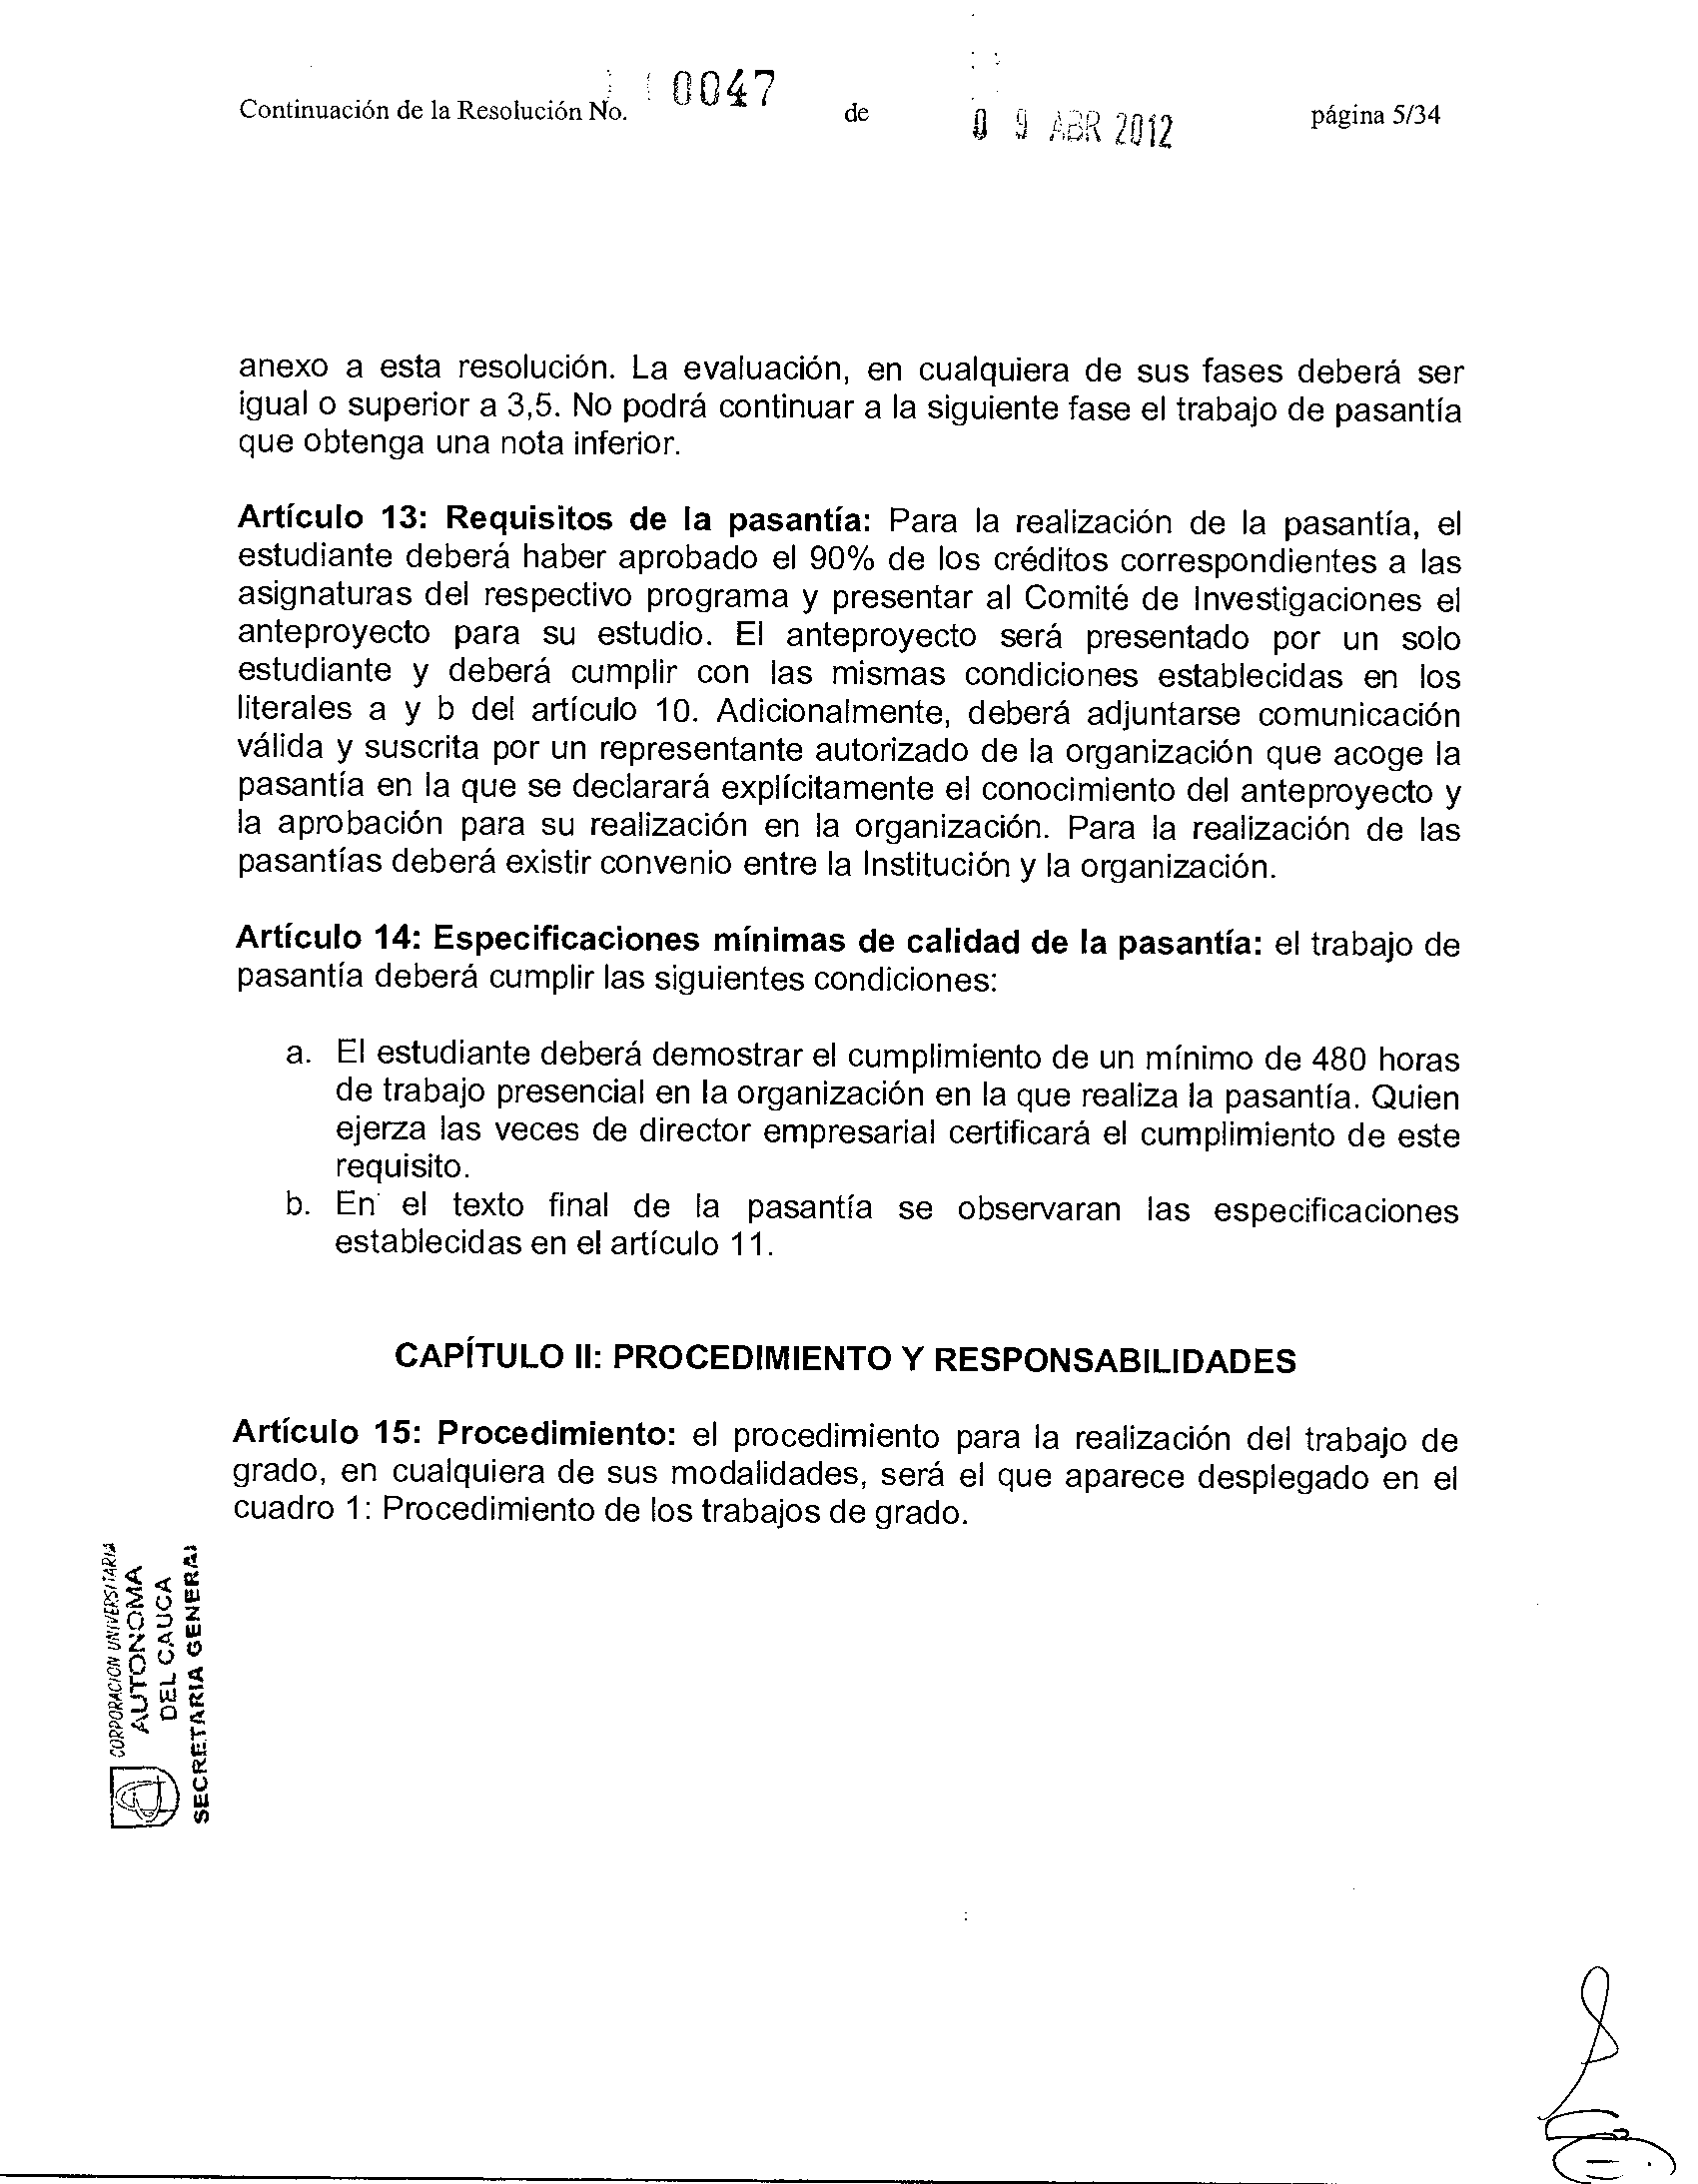 Continuación de la Resolución No. 0047 de 09 ABR 2012 página 5/34
anexo a esta resolución. La evaluación, en cualquiera de sus fases deberá ser
igual o superior a 3,5. No podrá continuar a la siguiente fase el trabajo de pasantía
que obtenga una nota inferior.
Artículo 13: Requisitos de la pasantía: Para la realización de la pasantía, el
estudiante deberá haber aprobado el 90% de los créditos correspondientes a las
asignaturas del respectivo programa y presentar al Comité de Investigaciones el
anteproyecto para su estudio. El anteproyecto será presentado por un solo
estudiante y deberá cumplir con las mismas condiciones establecidas en los
literales a y b del artículo 10. Adicionalmente, deberá adjuntarse comunicación
válida y suscrita por un representante autorizado de la organización que acoge la
pasantía en la que se declarará explícitamente el conocimiento del anteproyecto y
la aprobación para su realización en la organización. Para la realización de las
pasantías deberá existir convenio entre la Institución y la organización.
Artículo 14: Especificaciones mínimas de calidad de la pasantía: el trabajo de
pasantía deberá cumplir las siguientes condiciones:
a. El estudiante deberá demostrar el cumplimiento de un mínimo de 480 horas
de trabajo presencial en la organización en la que realiza la pasantía. Quien
ejerza las veces de director empresarial certificará el cumplimiento de este
requisito.
b. En el texto final de la pasantía se observaran las especificaciones
establecidas en el artículo 11.
CAPÍTULO II: PROCEDIMIENTO Y RESPONSABILIDADES
Artículo 15: Procedimiento: el procedimiento para la realización del trabajo de
grado, en cualquiera de sus modalidades, será el que aparece desplegado en el
cuadro 1: Procedimiento de los trabajos de grado.
CORPORACION UNIVERSITARIA
AUTONOMA
DEL CAUCA
SECRETARIA GENERAL